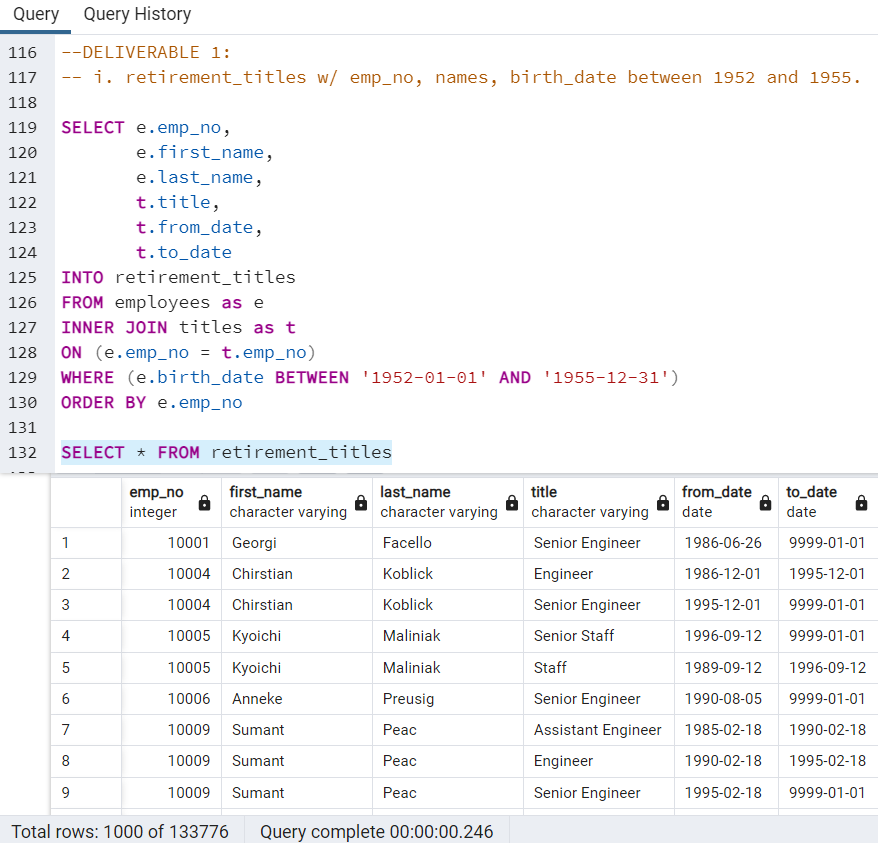 Query Query History
116 --DELIVERABLE 1:
117 -- i. retirement_titles w/ emp_no, names, birth_date between 1952 and 1955.
118
119 SELECT e.emp_no,
120 e.first_name,
121 e.last_name,
122 t.title,
123 t.from_date,
124 t.to_date
125 INTO retirement_titles
126 FROM employees as e
127 INNER JOIN titles as t
128 ON (e.emp_no = t.emp_no)
129 WHERE (e.birth_date BETWEEN '1952-01-01' AND '1955-12-31')
130 ORDER BY e.emp_no
131
132 SELECT * FROM retirement_titles
emp_no first_name last_name title from_date to_date
integer character varying character varying character varying date date
1 10001 Georgi Facello Senior Engineer 1986-06-26 9999-01-01
2 10004 Chirstian Koblick Engineer 1986-12-01 1995-12-01
3 10004 Chirstian Koblick Senior Engineer 1995-12-01 9999-01-01
4 10005 Kyoichi Maliniak Senior Staff 1996-09-12 9999-01-01
5 10005 Kyoichi Maliniak Staff 1989-09-12 1996-09-12
6 10006 Anneke Preusig Senior Engineer 1990-08-05 9999-01-01
7 10009 Sumant Peac Assistant Engineer 1985-02-18 1990-02-18
8 10009 Sumant Peac Engineer 1990-02-18 1995-02-18
9 10009 Sumant Peac Senior Engineer 1995-02-18 9999-01-01
Total rows: 1000 of 133776 Query complete 00:00:00.246